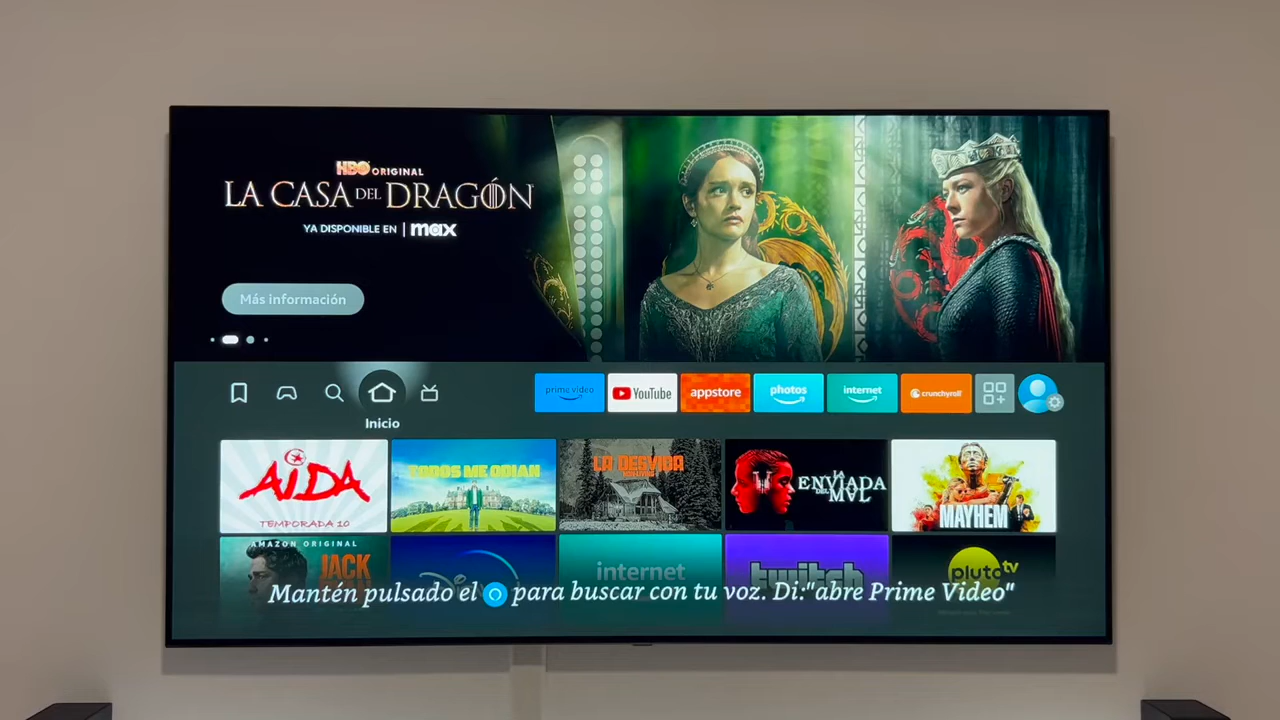 HBO ORIGINAL
LA CASA DEL DRAGÓN
YA DISPONIBLE EN | max
Más información
prime video
YouTube
appstore
photos
internet
crunchyroll
Inicio
AÍDA
TEMPORADA 10
TODOS ME ODIAN
LA DESVIDA
LA ENVIADA DEL MAL
MAYHEM
AMAZON ORIGINAL
JACK
Disney
internet
twitch
pluto tv
Mantén pulsado el para buscar con tu voz. Di:"abre Prime Video"